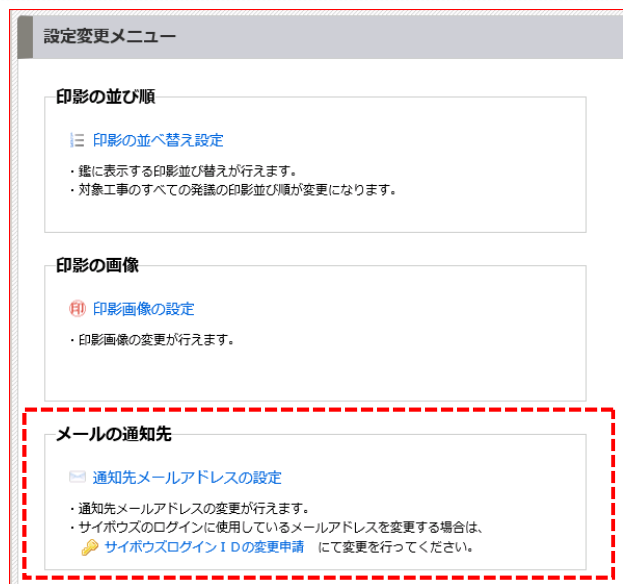 設定変更メニュー
印影の並び順
印影の並べ替え設定
・鑑に表示する印影並び替えが行えます。
・対象工事のすべての発議の印影並び順が変更になります。
印影の画像
印 印影画像の設定
・印影画像の変更が行えます。
メールの通知先
通知先メールアドレスの設定
・通知先メールアドレスの変更が行えます。
・サイボウズのログインに使用しているメールアドレスを変更する場合は、
サイボウズログインＩＤの変更申請 にて変更を行ってください。